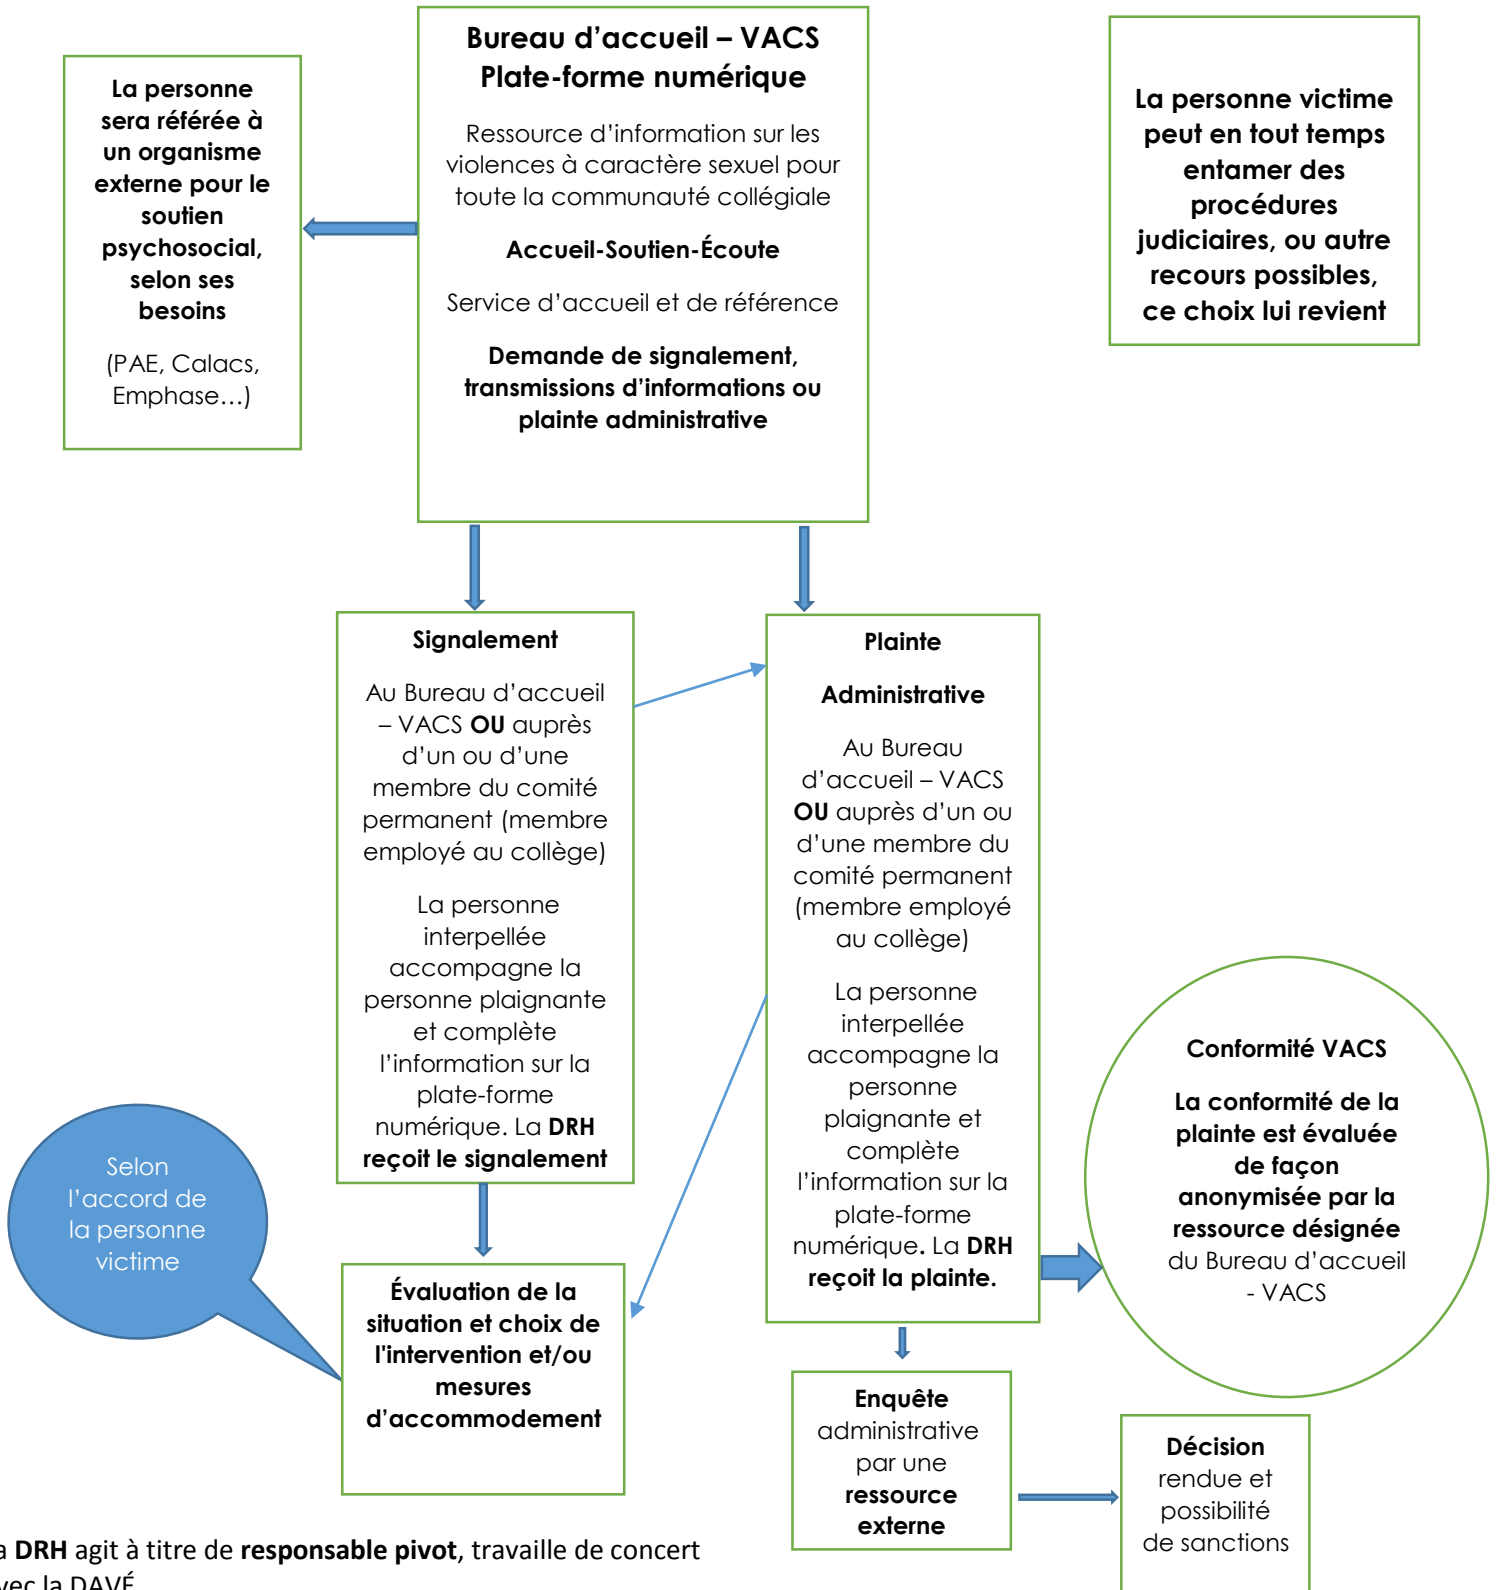 Bureau d’accueil – VACS
Plate-forme numérique
Ressource d’information sur les
violences à caractère sexuel pour
toute la communauté collégiale
Accueil-Soutien-Écoute
Service d’accueil et de référence
Demande de signalement,
transmissions d’informations ou
plainte administrative
La personne
sera référée à
un organisme
externe pour le
soutien
psychosocial,
selon ses
besoins
(PAE, Calacs,
Emphase…)
La personne victime
peut en tout temps
entamer des
procédures
judiciaires, ou autre
recours possibles,
ce choix lui revient
Signalement
Au Bureau d’accueil
– VACS OU auprès
d’un ou d’une
membre du comité
permanent (membre
employé au collège)
La personne
interpellée
accompagne la
personne plaignante
et complète
l’information sur la
plate-forme
numérique. La DRH
reçoit le signalement
Plainte
Administrative
Au Bureau
d’accueil – VACS
OU auprès d’un ou
d’une membre du
comité permanent
(membre employé
au collège)
La personne
interpellée
accompagne la
personne
plaignante et
complète
l’information sur la
plate-forme
numérique. La DRH
reçoit la plainte.
Conformité VACS
La conformité de la
plainte est évaluée
de façon
anonymisée par la
ressource désignée
du Bureau d’accueil
- VACS
Selon
l’accord de
la personne
victime
Évaluation de la
situation et choix de
l'intervention et/ou
mesures
d’accommodement
Enquête
administrative
par une
ressource
externe
Décision
rendue et
possibilité
de sanctions
a DRH agit à titre de responsable pivot, travaille de concert
vec la DAVÉ